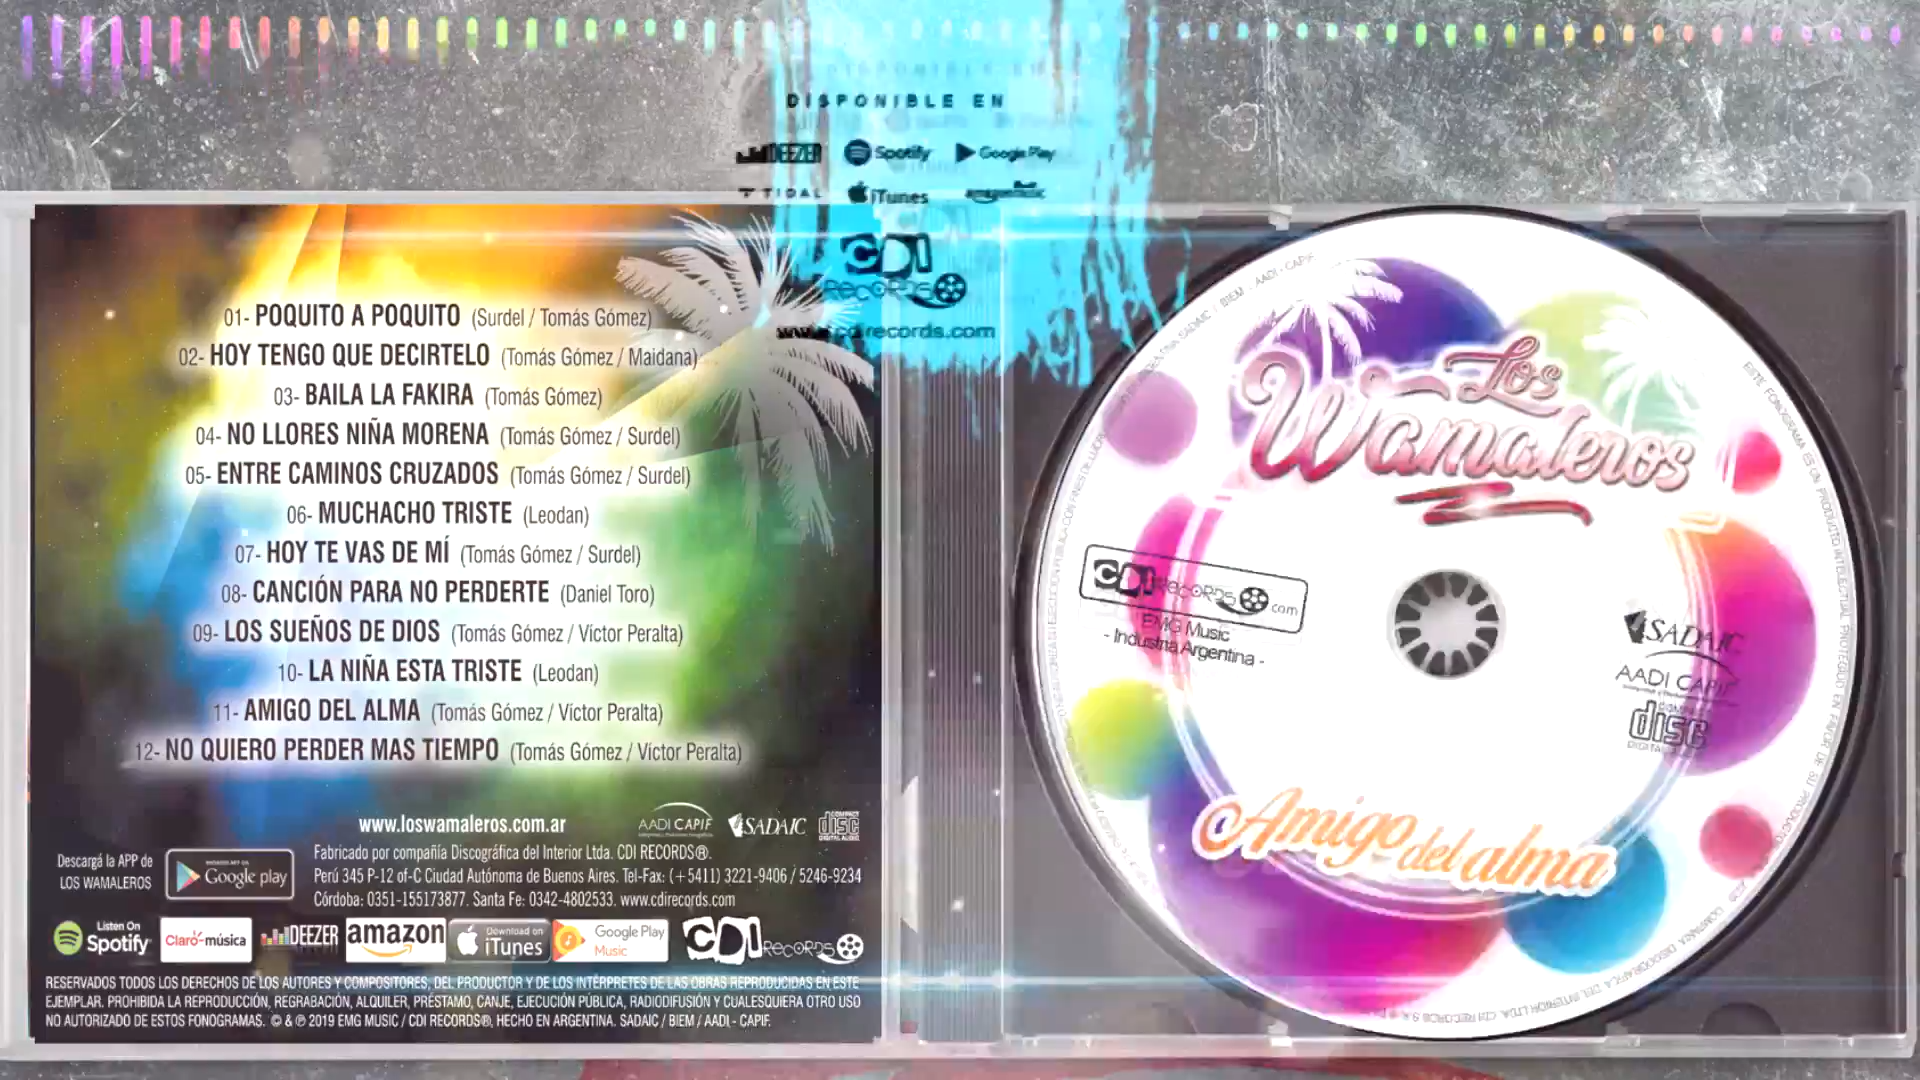 DISPONIBLE EN
DEEZER Spotify Google Play
TIDAL iTunes amazon music
CDI
RECORDS
www.cdirecords.com
01- POQUITO A POQUITO (Surdel / Tomás Gómez)
02- HOY TENGO QUE DECIRTELO (Tomás Gómez / Maidana)
03- BAILA LA FAKIRA (Tomás Gómez)
04- NO LLORES NIÑA MORENA (Tomás Gómez / Surdel)
05- ENTRE CAMINOS CRUZADOS (Tomás Gómez / Surdel)
06- MUCHACHO TRISTE (Leodan)
07- HOY TE VAS DE MÍ (Tomás Gómez / Surdel)
08- CANCIÓN PARA NO PERDERTE (Daniel Toro)
09- LOS SUEÑOS DE DIOS (Tomás Gómez / Víctor Peralta)
10- LA NIÑA ESTA TRISTE (Leodan)
11- AMIGO DEL ALMA (Tomás Gómez / Víctor Peralta)
12- NO QUIERO PERDER MAS TIEMPO (Tomás Gómez / Víctor Peralta)
www.loswamaleros.com.ar AADI CAPIF SADAIC COMPACT disc DIGITAL AUDIO
Descargá la APP de
LOS WAMALEROS
Google play
Fabricado por compañía Discográfica del Interior Ltda. CDI RECORDS®.
Perú 345 P-12 of-C Ciudad Autónoma de Buenos Aires. Tel-Fax: (+5411) 3221-9406 / 5246-9234
Córdoba: 0351-155173877. Santa Fe: 0342-4802533. www.cdirecords.com
Listen On Spotify Claro música DEEZER amazon Download on iTunes Google Play Music CDI RECORDS
RESERVADOS TODOS LOS DERECHOS DE LOS AUTORES Y COMPOSITORES, DEL PRODUCTOR Y DE LOS INTÉRPRETES DE LAS OBRAS REPRODUCIDAS EN ESTE
EJEMPLAR. PROHIBIDA LA REPRODUCCIÓN, REGRABACIÓN, ALQUILER, PRÉSTAMO, CANJE, EJECUCIÓN PÚBLICA, RADIODIFUSIÓN Y CUALESQUIERA OTRO USO
NO AUTORIZADO DE ESTOS FONOGRAMAS. © & ℗ 2019 EMG MUSIC / CDI RECORDS®, HECHO EN ARGENTINA. SADAIC / BIEM / AADI - CAPIF.
Los
Wamaleros
CDI RECORDS .com
EMG Music
- Industria Argentina -
SADAIC
AADI CAPIF
disc
Amigo del alma